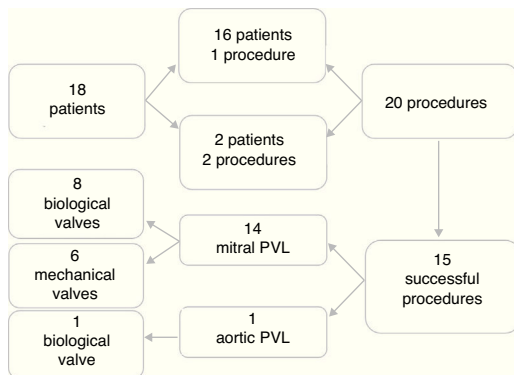 16 patients
1 procedure
18
patients
20 procedures
2 patients
2 procedures
8
biological
valves
14
mitral PVL
6
mechanical
valves
15
successful
procedures
1
biological
valve
1
aortic PVL